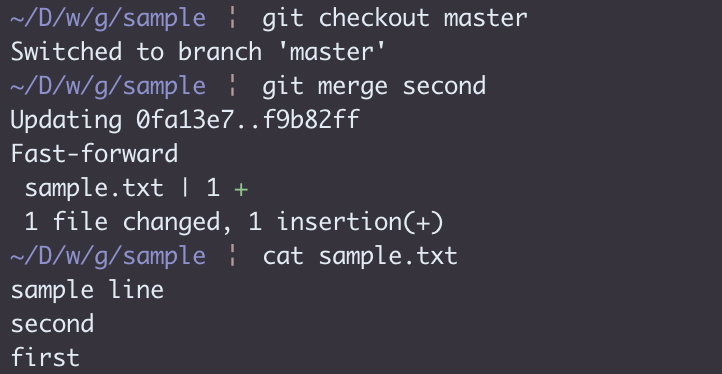 ~/D/w/g/sample ¦ git checkout master
Switched to branch 'master'
~/D/w/g/sample ¦ git merge second
Updating 0fa13e7..f9b82ff
Fast-forward
 sample.txt | 1 +
 1 file changed, 1 insertion(+)
~/D/w/g/sample ¦ cat sample.txt
sample line
second
first